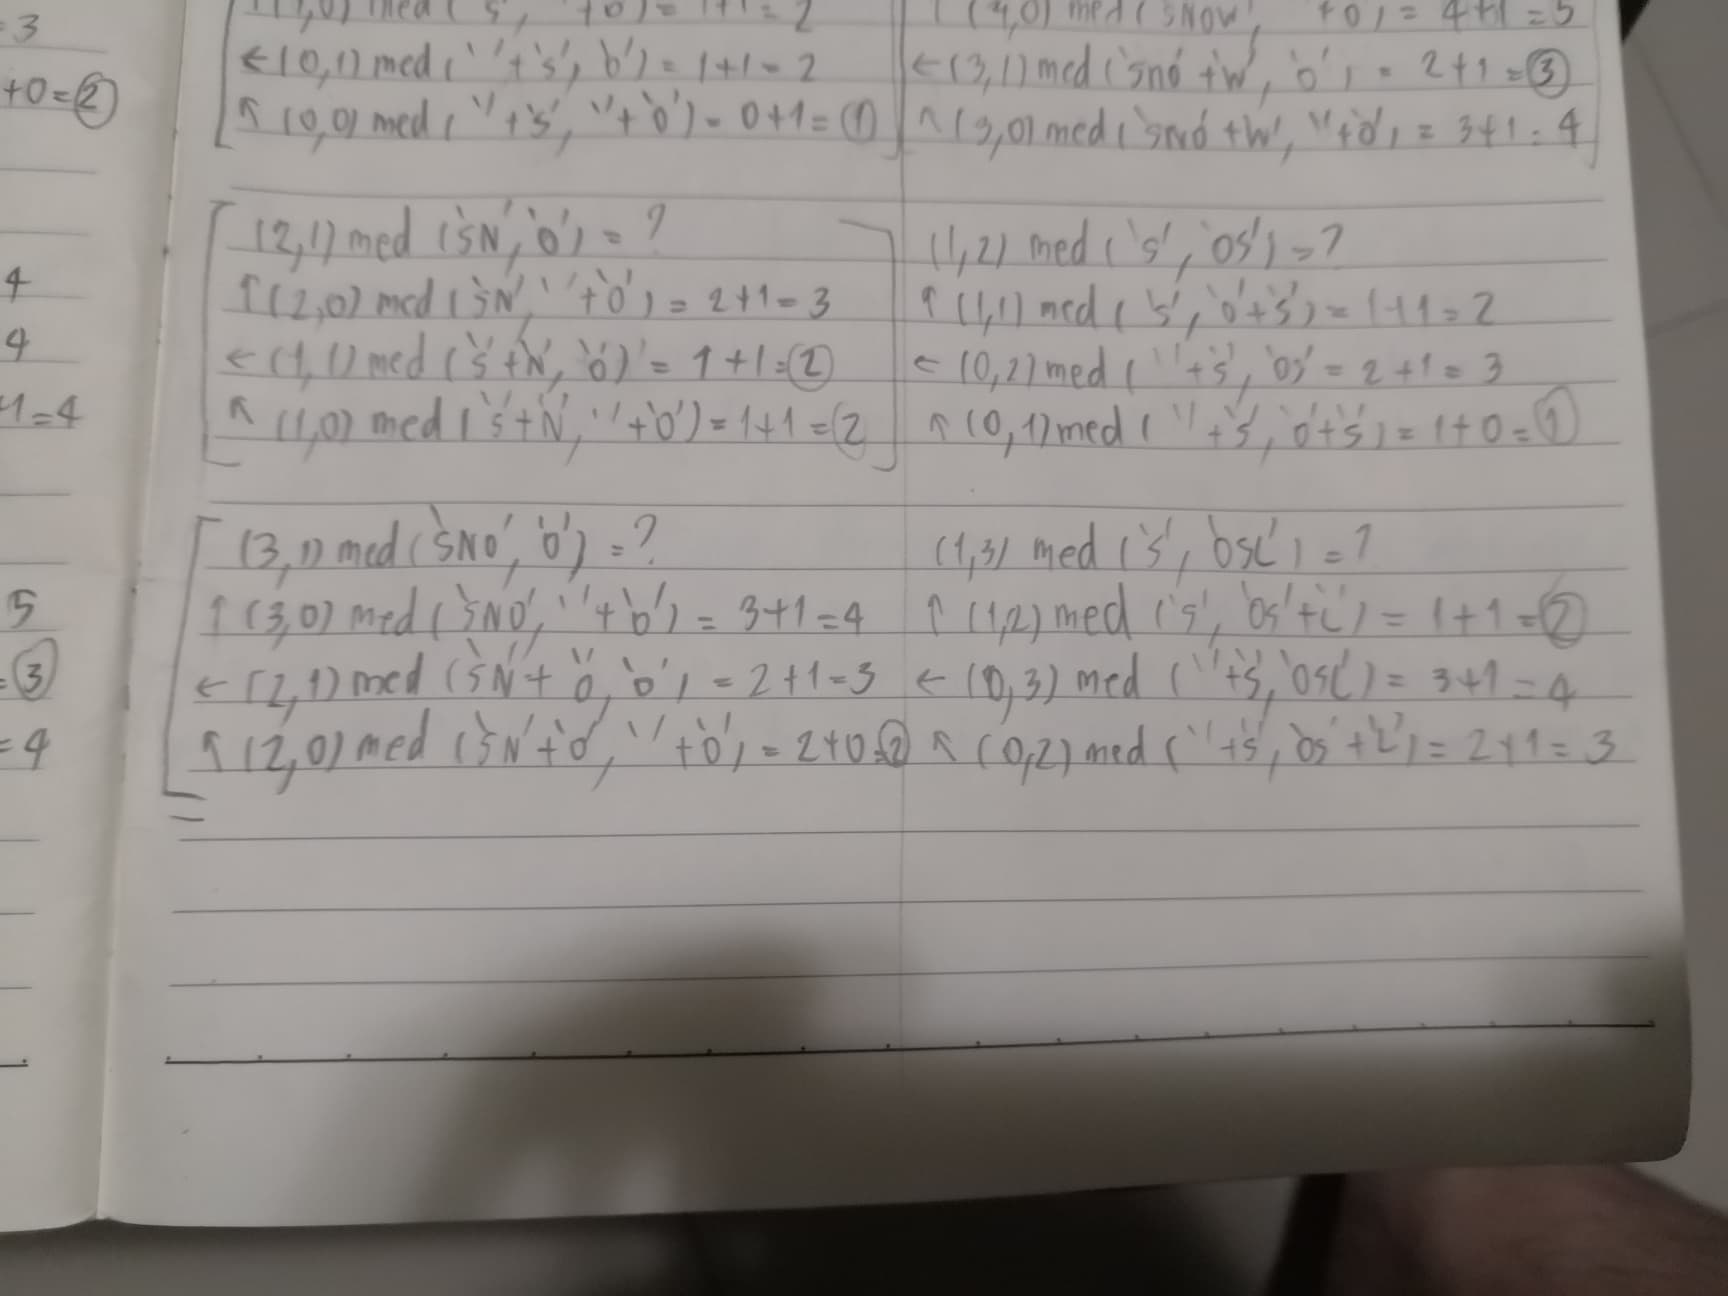 = 3
+0=2
4
4
+1=4
5
=3
=4
(1,0) med ('s', ''+'o') = 1+1=2
←(0,1) med (''+'s', 'o') = 1+1=2
↖ (0,0) med (''+'s', ''+'o') = 0+1=1
[(2,1) med ('SN', 'O') = ?
↑(2,0) med ('SN', ''+'O') = 2+1=3
←(1,1) med ('S'+'N', 'O') = 1+1=2
↖ (1,0) med ('S'+'N', ''+'O') = 1+1=2
[(3,1) med ('SNO', 'O') = ?
↑ (3,0) med ('SNO', ''+'O') = 3+1=4
← (2,1) med ('SN'+'O', 'O') = 2+1=3
↖ (2,0) med ('SN'+'O', ''+'O') = 2+0=2
↑ (4,0) med ('SNOW', ''+'O') = 4+1=5
←(3,1) med ('SNO'+'W', 'O') = 2+1=3
↖ (3,0) med ('SNO'+'W', ''+'O') = 3+1=4
(1,2) med ('S', 'OS') = ?
↑ (1,1) med ('S', 'O'+'S') = 1+1=2
← (0,2) med (''+'S', 'OS' = 2+1=3
↖ (0,1) med (''+'S', 'O'+'S') = 1+0=1
(1,3) med ('S', 'OSL') = ?
↑ (1,2) med ('S', 'OS'+'L') = 1+1=2
← (0,3) med (''+'S', 'OSL') = 3+1=4
↖ (0,2) med (''+'S', 'OS'+'L') = 2+1=3